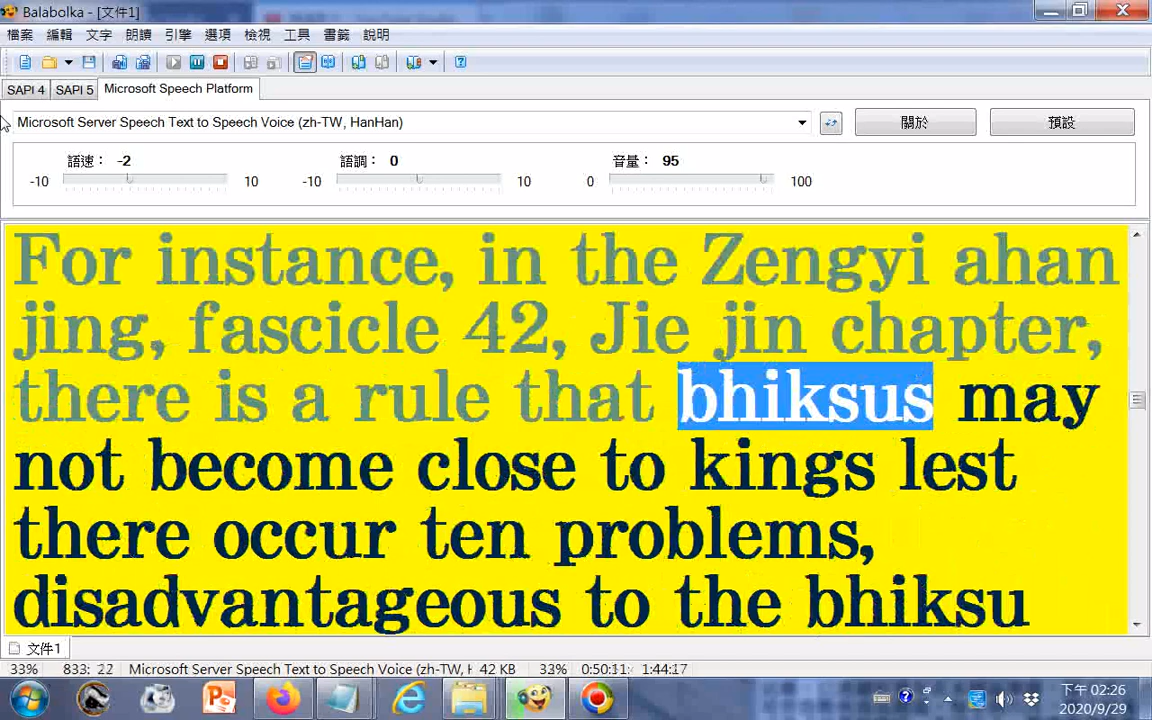 Balabolka - [文件1]
檔案 編輯 文字 朗讀 引擎 選項 檢視 工具 書籤 說明
SAPI 4 SAPI 5 Microsoft Speech Platform
Microsoft Server Speech Text to Speech Voice (zh-TW, HanHan) 關於 預設
語速： -2 語調： 0 音量： 95
-10 10 -10 10 0 100
For instance, in the Zengyi ahan
jing, fascicle 42, Jie jin chapter,
there is a rule that bhiksus may
not become close to kings lest
there occur ten problems,
disadvantageous to the bhiksu
文件1
33% 833: 22 Microsoft Server Speech Text to Speech Voice (zh-TW, H 42 KB 33% 0:50:11 1:44:17
下午 02:26
2020/9/29